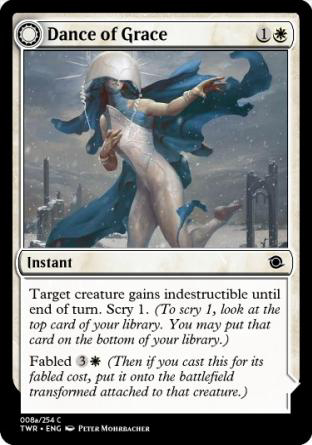 Dance of Grace 1
Instant
Target creature gains indestructible until
end of turn. Scry 1. (To scry 1, look at the
top card of your library. You may put that
card on the bottom of your library.)
Fabled 3 (Then if you cast this for its
fabled cost, put it onto the battlefield
transformed attached to that creature.)
008a/254 C
TWR • ENG Peter Mohrbacher